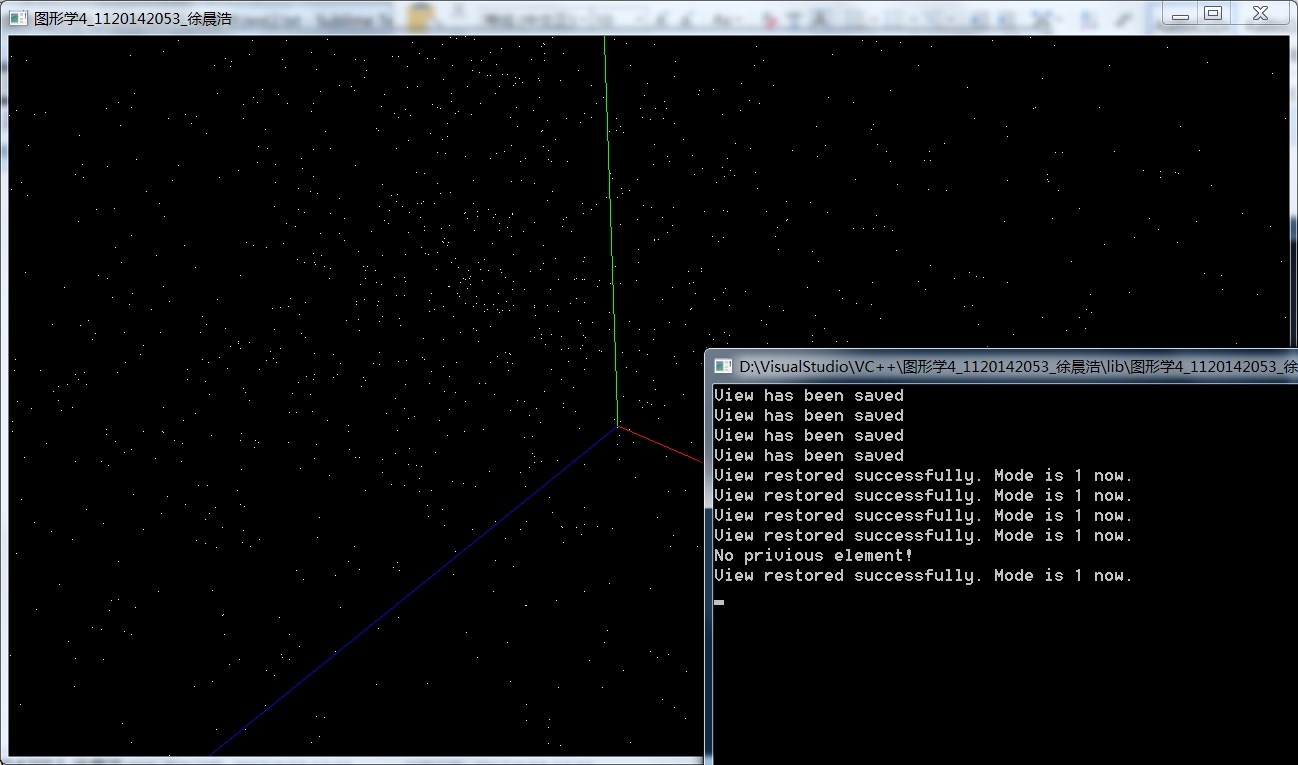 图形学4_1120142053_徐晨浩
D:\VisualStudio\VC++\图形学4_1120142053_徐晨浩\lib\图形学4_1120142053_徐
View has been saved
View has been saved
View has been saved
View has been saved
View restored successfully. Mode is 1 now.
View restored successfully. Mode is 1 now.
View restored successfully. Mode is 1 now.
View restored successfully. Mode is 1 now.
No privious element!
View restored successfully. Mode is 1 now.